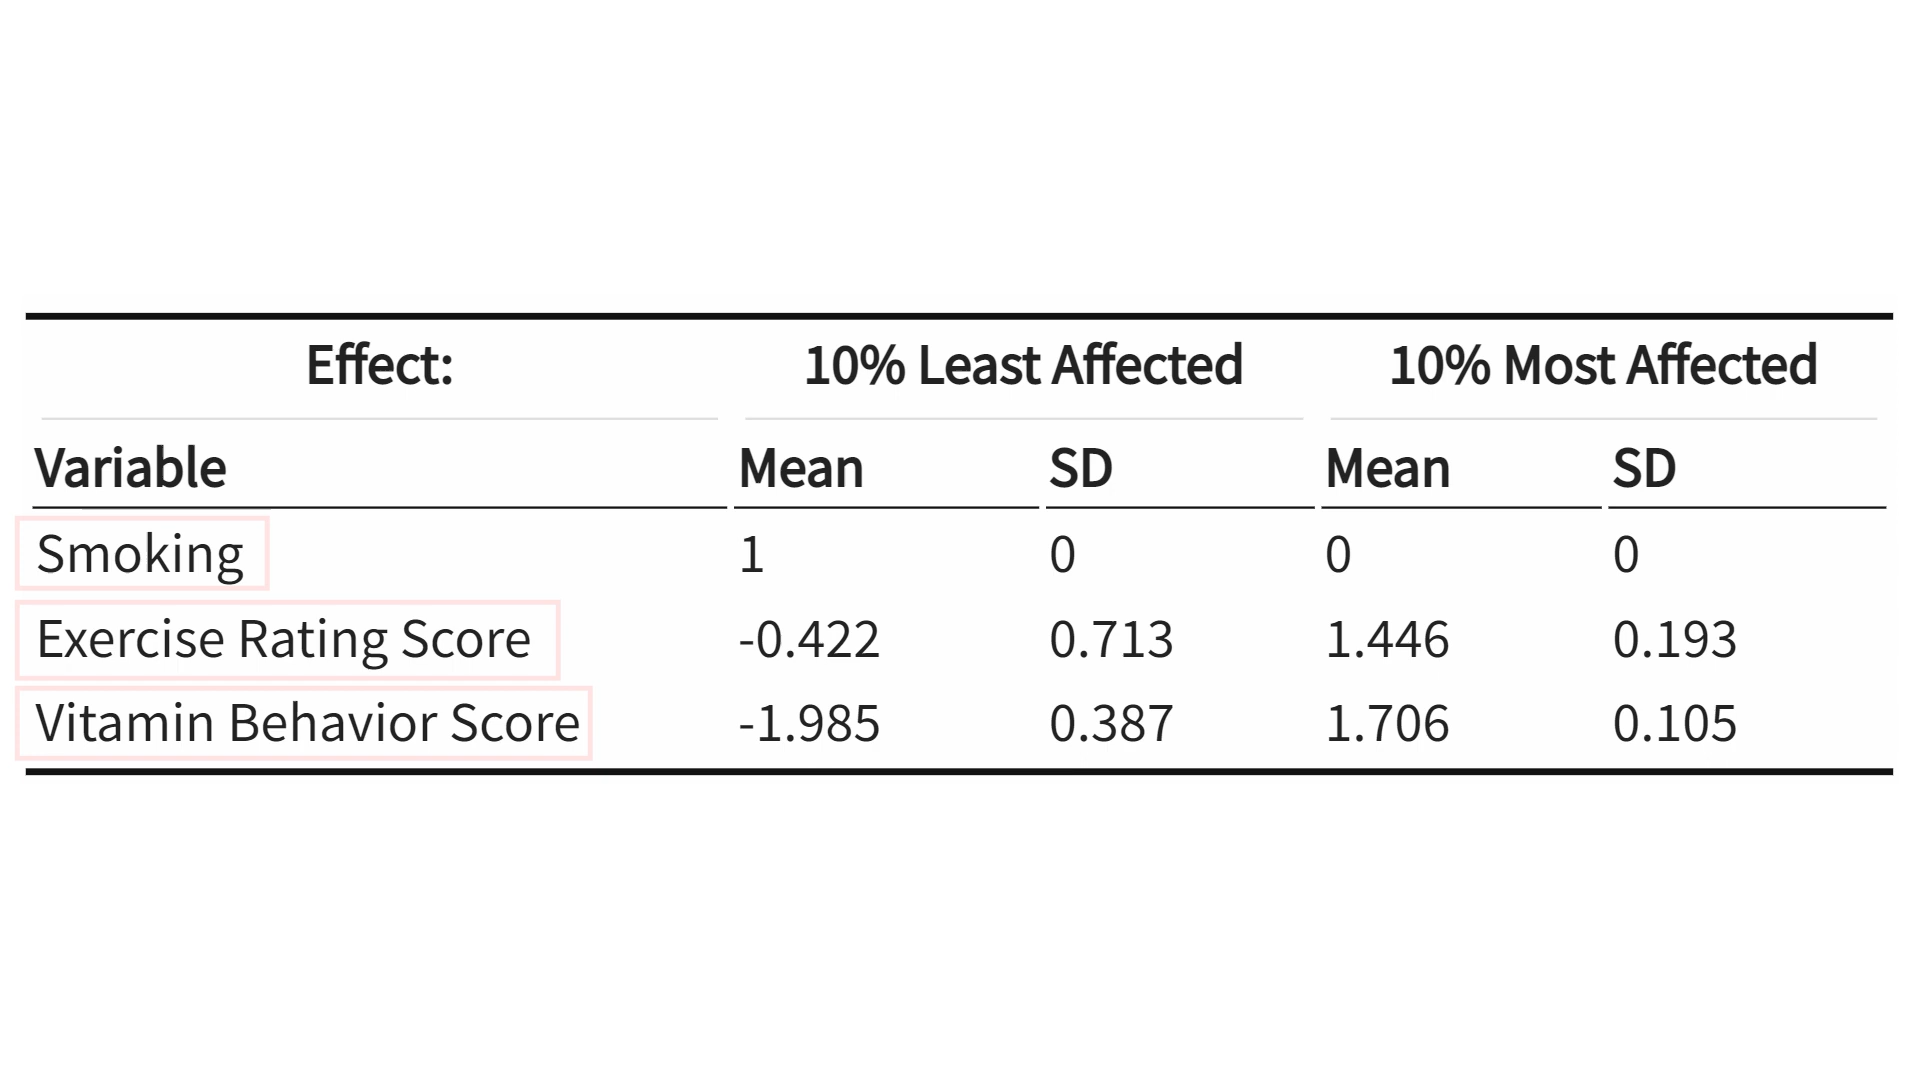 Effect: 10% Least Affected 10% Most Affected
Variable Mean SD Mean SD
Smoking 1 0 0 0
Exercise Rating Score -0.422 0.713 1.446 0.193
Vitamin Behavior Score -1.985 0.387 1.706 0.105